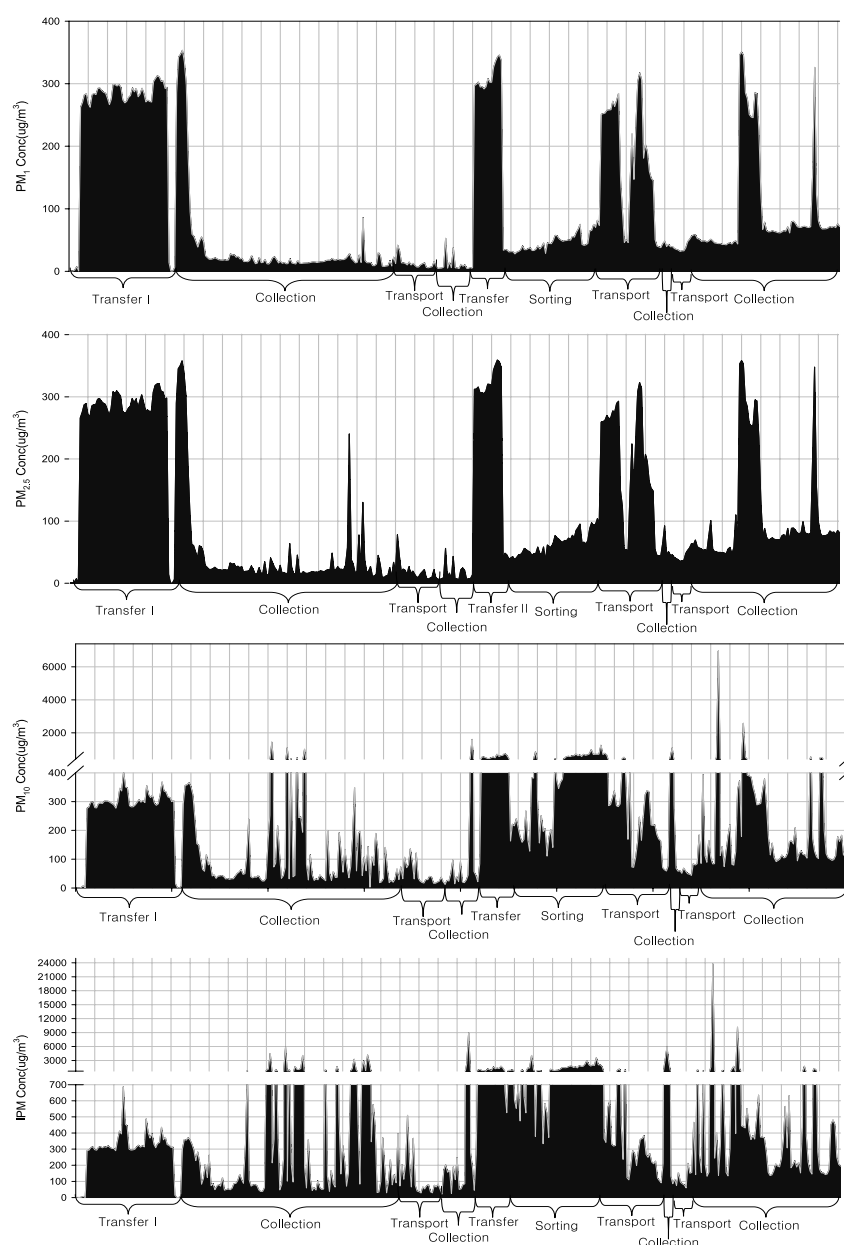 400
300
200
100
0
PM1 Conc(ug/m3)
Transfer I
Collection
Transport
Transfer
Sorting
Transport
Transport
Collection
Collection
Collection
400
300
200
100
0
PM2.5 Conc(ug/m3)
Transfer I
Collection
Transport
Transfer II
Sorting
Transport
Transport
Collection
Collection
Collection
6000
4000
2000
400
300
200
100
0
PM10 Conc(ug/m3)
Transfer I
Collection
Transport
Transfer
Sorting
Transport
Transport
Collection
Collection
Collection
24000
21000
18000
15000
12000
9000
6000
3000
700
600
500
400
300
200
100
0
IPM Conc(ug/m3)
Transfer I
Collection
Transport
Transfer
Sorting
Transport
Transport
Collection
Collection
Collection